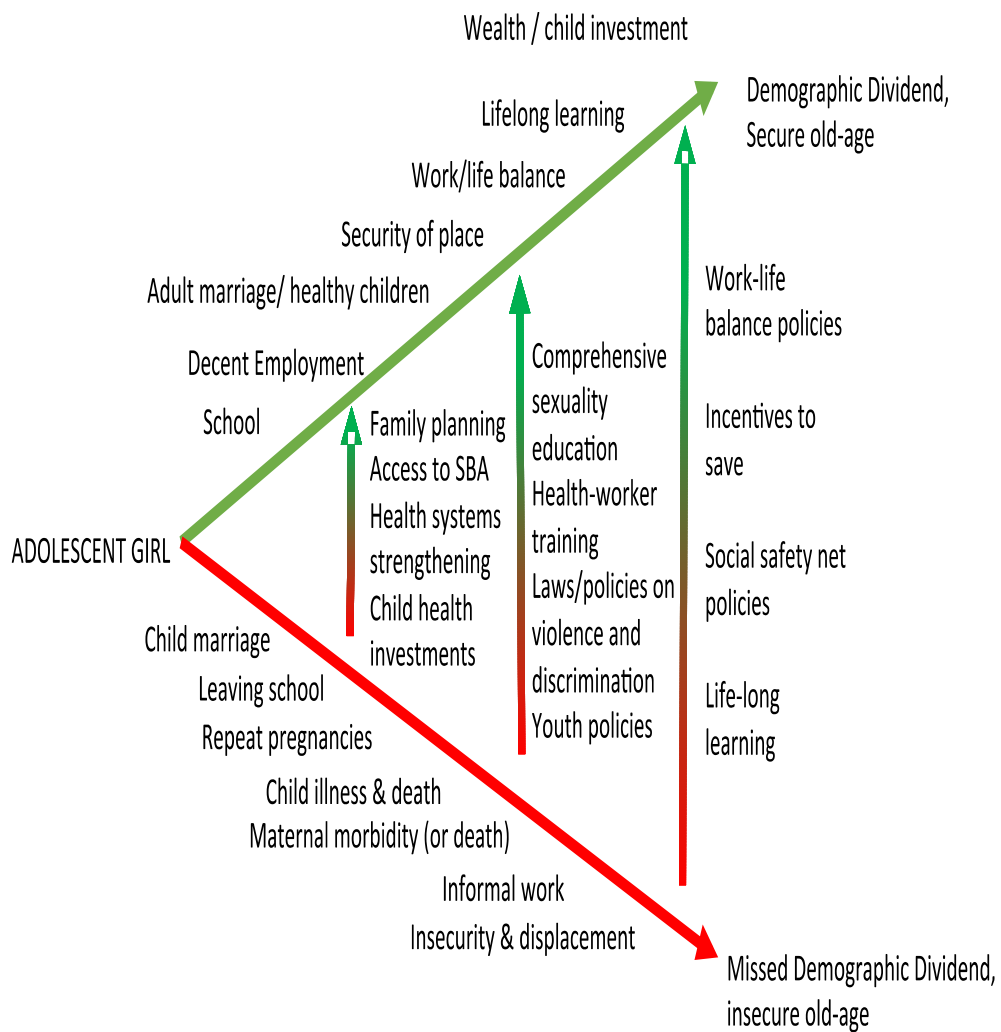 Wealth / child investment
Demographic Dividend,
Secure old-age
Lifelong learning
Work/life balance
Security of place
Adult marriage/ healthy children
Decent Employment
School
ADOLESCENT GIRL
Family planning
Access to SBA
Health systems
strengthening
Child health
investments
Comprehensive
sexuality
education
Health-worker
training
Laws/policies on
violence and
discrimination
Youth policies
Work-life
balance policies
Incentives to
save
Social safety net
policies
Life-long
learning
Child marriage
Leaving school
Repeat pregnancies
Child illness & death
Maternal morbidity (or death)
Informal work
Insecurity & displacement
Missed Demographic Dividend,
insecure old-age